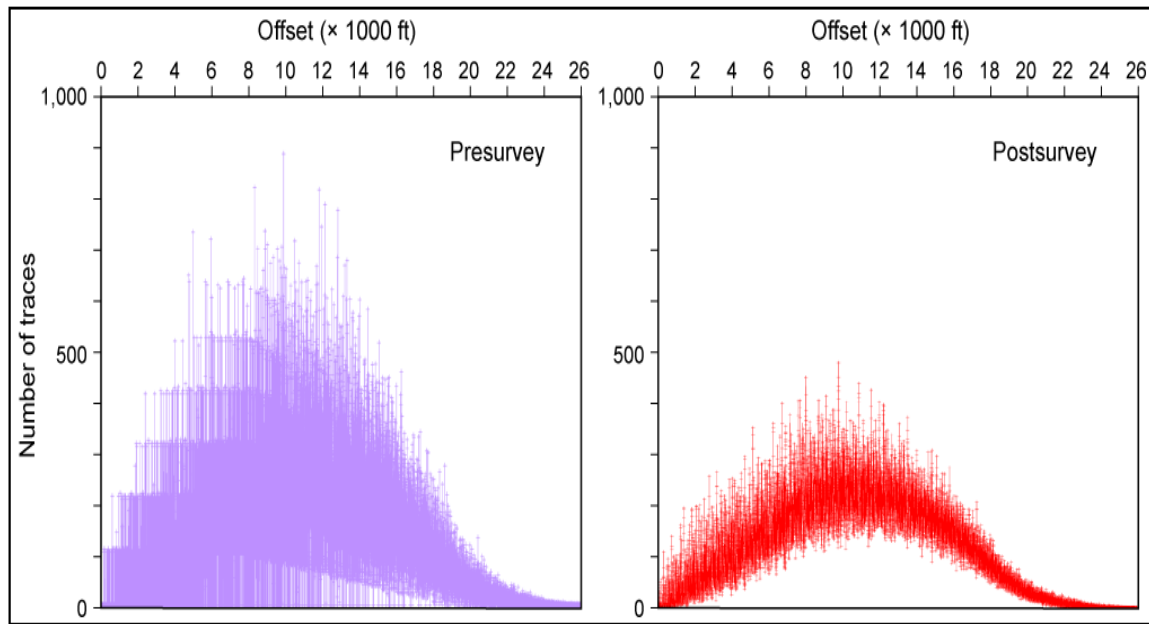 Offset (× 1000 ft)
0 2 4 6 8 10 12 14 16 18 20 22 24 26
1,000
500
0
Number of traces
Presurvey
Offset (× 1000 ft)
0 2 4 6 8 10 12 14 16 18 20 22 24 26
1,000
500
0
Postsurvey